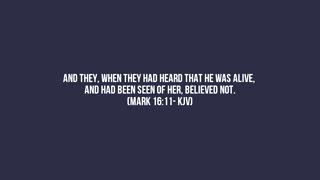 AND THEY, WHEN THEY HAD HEARD THAT HE WAS ALIVE,
AND HAD BEEN SEEN OF HER, BELIEVED NOT.
(MARK 16:11- KJV)